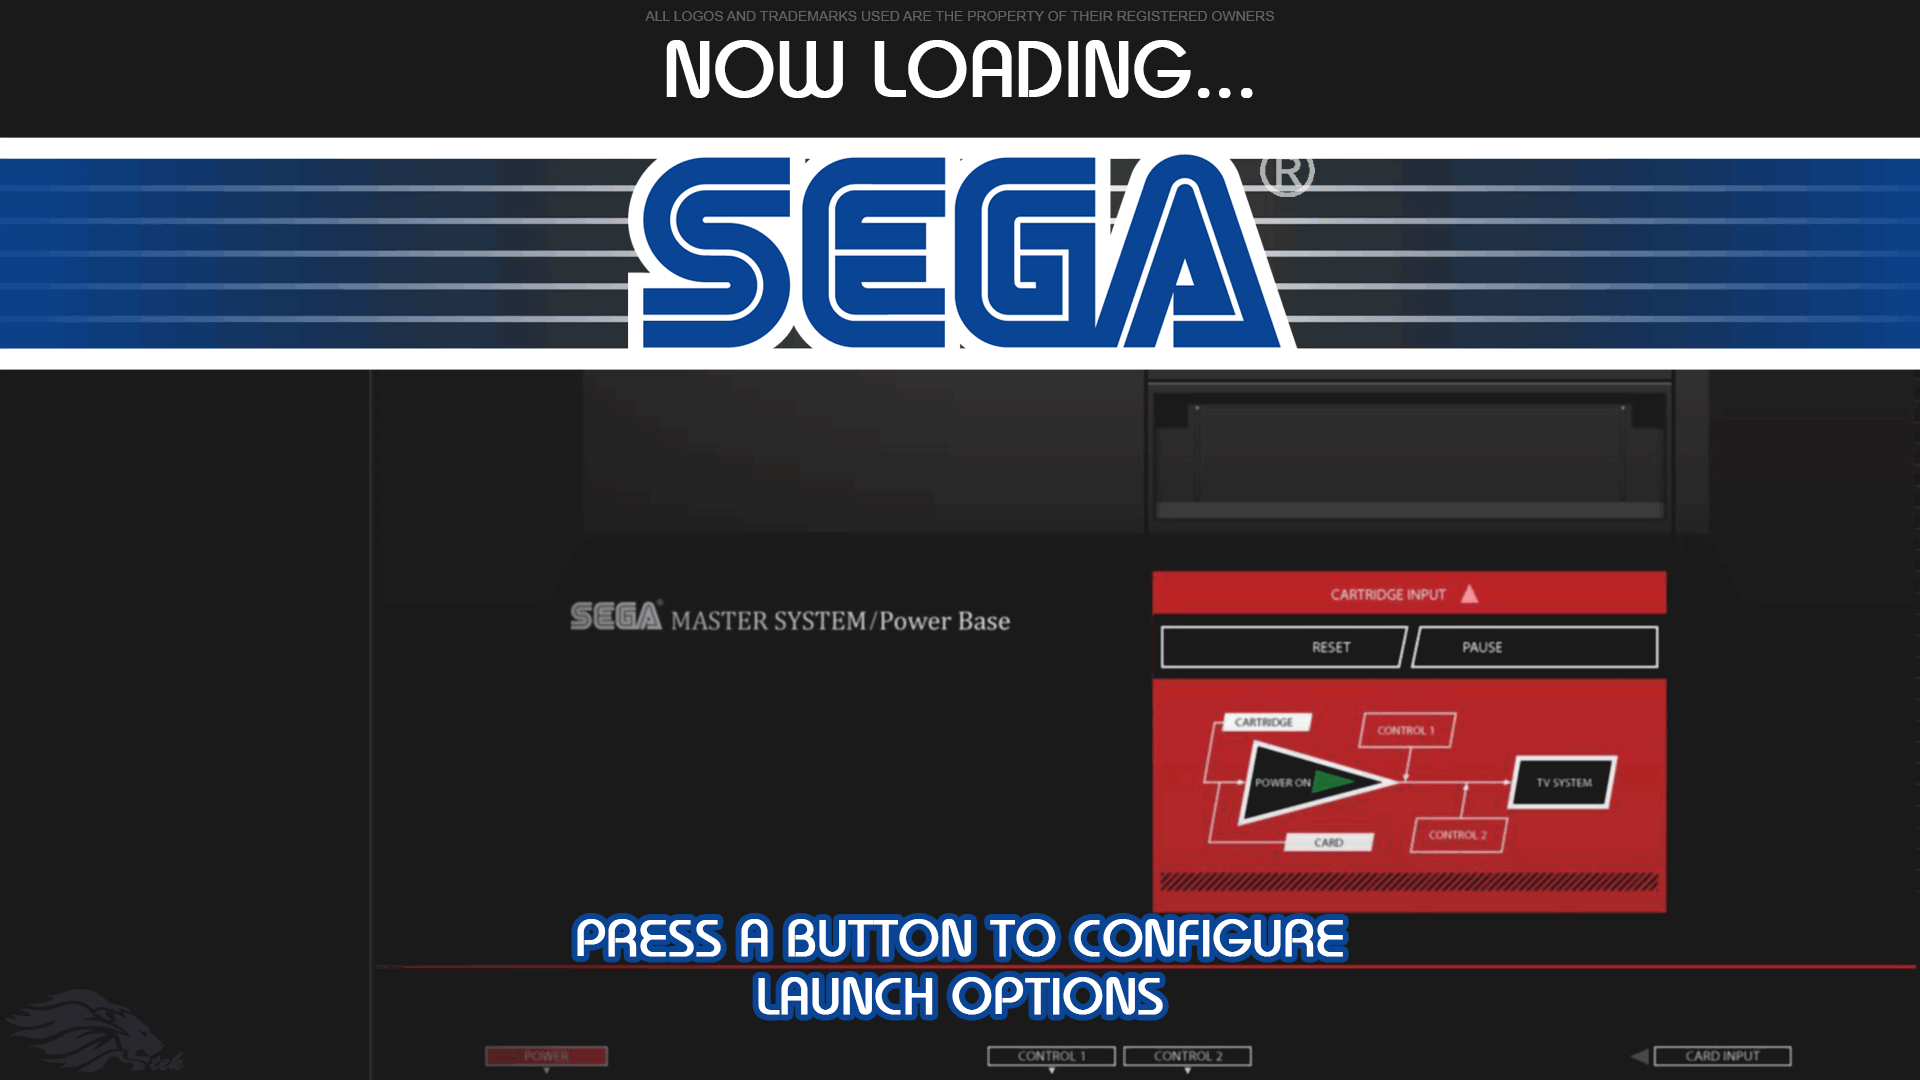 ALL LOGOS AND TRADEMARKS USED ARE THE PROPERTY OF THEIR REGISTERED OWNERS
NOW LOADING...
SEGA®
SEGA® MASTER SYSTEM/Power Base
CARTRIDGE INPUT
RESET
PAUSE
CARTRIDGE
CONTROL 1
POWER ON
TV SYSTEM
CONTROL 2
CARD
PRESS A BUTTON TO CONFIGURE
LAUNCH OPTIONS
POWER
CONTROL 1
CONTROL 2
CARD INPUT